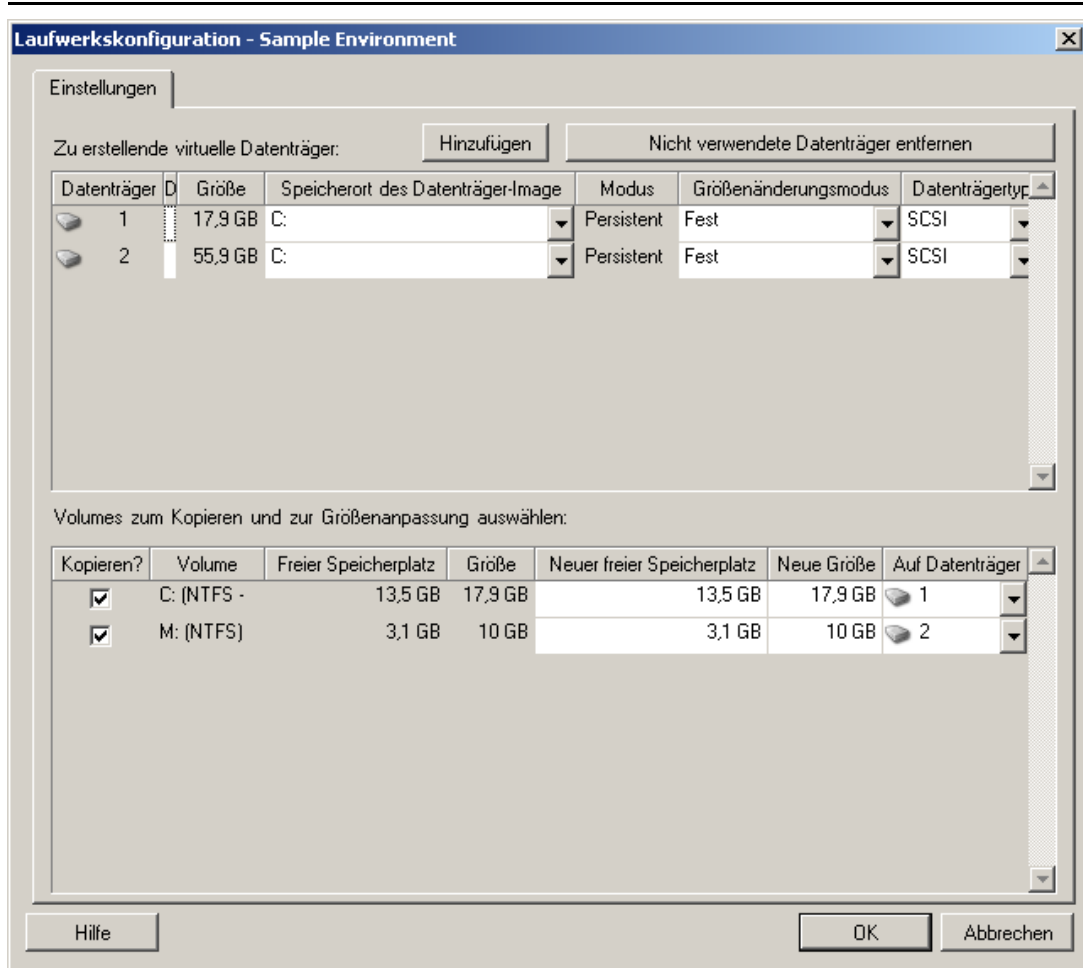 Laufwerkskonfiguration - Sample Environment
Einstellungen
Zu erstellende virtuelle Datenträger: Hinzufügen Nicht verwendete Datenträger entfernen
Datenträger D Größe Speicherort des Datenträger-Image Modus Größenänderungsmodus Datenträgertyp
1 17,9 GB C: Persistent Fest SCSI
2 55,9 GB C: Persistent Fest SCSI
Volumes zum Kopieren und zur Größenanpassung auswählen:
Kopieren? Volume Freier Speicherplatz Größe Neuer freier Speicherplatz Neue Größe Auf Datenträger
C: (NTFS - 13,5 GB 17,9 GB 13,5 GB 17,9 GB 1
M: (NTFS) 3,1 GB 10 GB 3,1 GB 10 GB 2
Hilfe OK Abbrechen